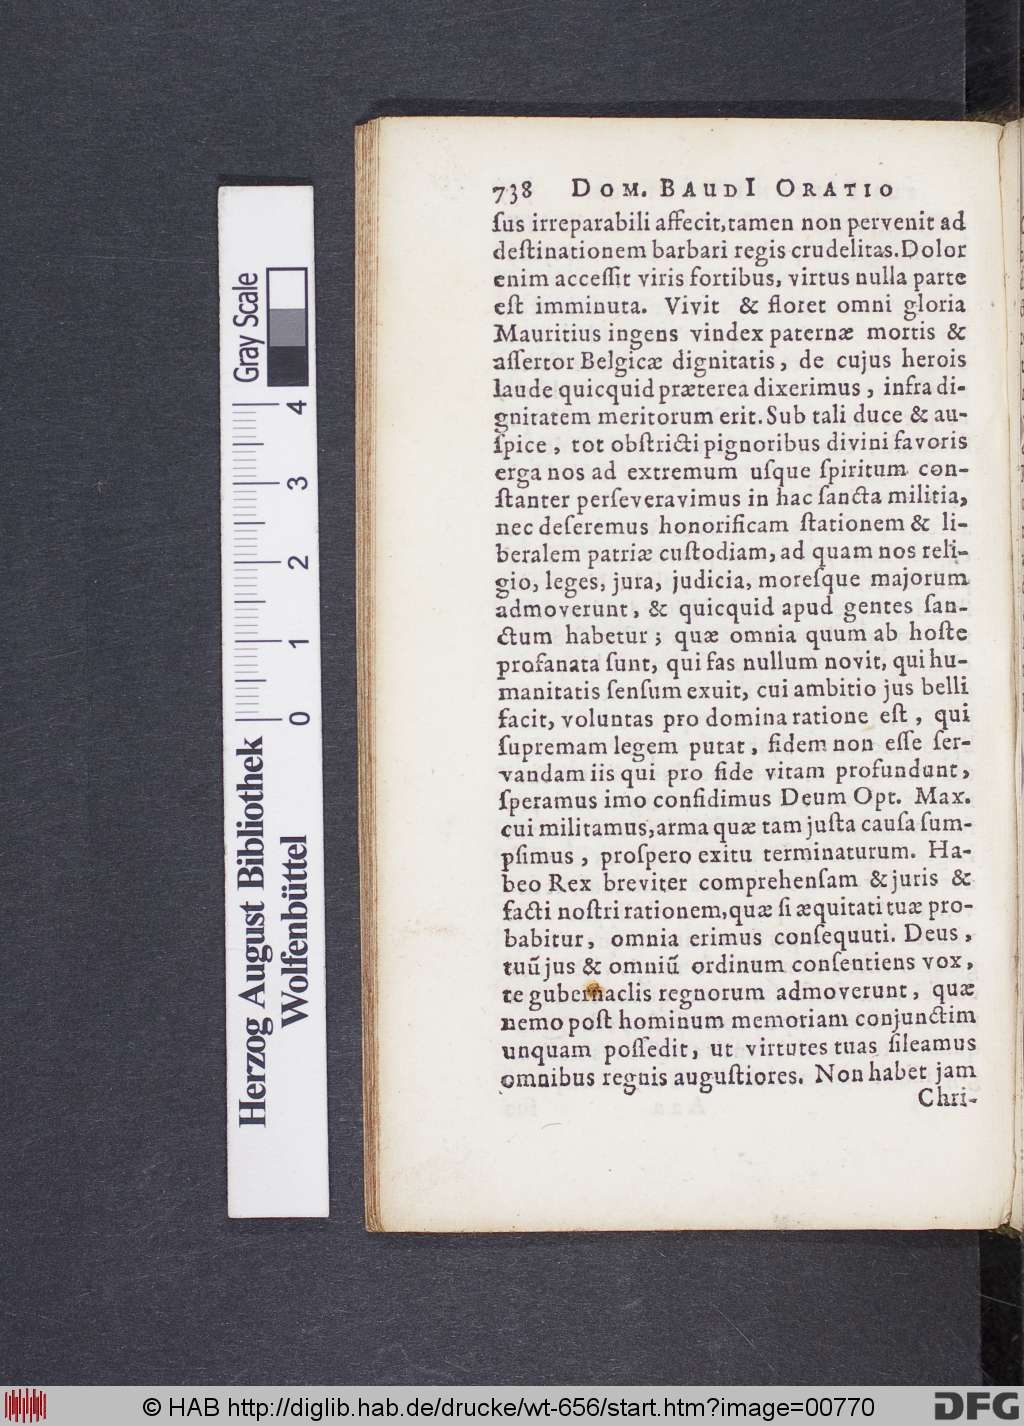 738 DOM. BAUDI ORATIO
ſus irreparabili affecit,tamen non pervenit ad
deſtinationem barbari regis crudelitas.Dolor
enim acceſſit viris fortibus, virtus nulla parte
eſt imminuta. Vivit & floret omni gloria
Mauritius ingens vindex paternæ mortis &
aſſertor Belgicæ dignitatis, de cujus herois
laude quicquid præterea dixerimus, infra di-
gnitatem meritorum erit. Sub tali duce & au-
ſpice, tot obſtricti pignoribus divini favoris
erga nos ad extremum uſque ſpiritum con-
ſtanter perſeveravimus in hac ſancta militia,
nec deſeremus honorificam ſtationem & li-
beralem patriæ cuſtodiam, ad quam nos reli-
gio, leges, jura, judicia, moreſque majorum
admoverunt, & quicquid apud gentes ſan-
ctum habetur; quæ omnia quum ab hoſte
profanata ſunt, qui fas nullum novit, qui hu-
manitatis ſenſum exuit, cui ambitio jus belli
facit, voluntas pro domina ratione eſt, qui
ſupremam legem putat, fidem non eſſe ſer-
vandam iis qui pro fide vitam profundunt,
ſperamus imo confidimus Deum Opt. Max.
cui militamus, arma quæ tam juſta cauſa ſum-
pſimus, proſpero exitu terminaturum. Ha-
beo Rex breviter comprehenſam & juris &
facti noſtri rationem, quæ ſi æquitati tuæ pro-
babitur, omnia erimus conſequuti. Deus,
tuū jus & omniū ordinum conſentiens vox,
te gubernaclis regnorum admoverunt, quæ
nemo poſt hominum memoriam conjunctim
unquam poſſedit, ut virtutes tuas ſileamus
omnibus regnis auguſtiores. Non habet jam
Chri-
Gray Scale
4
3
2
1
0
Herzog August Bibliothek
Wolfenbüttel
© HAB http://diglib.hab.de/drucke/wt-656/start.htm?image=00770
DFG